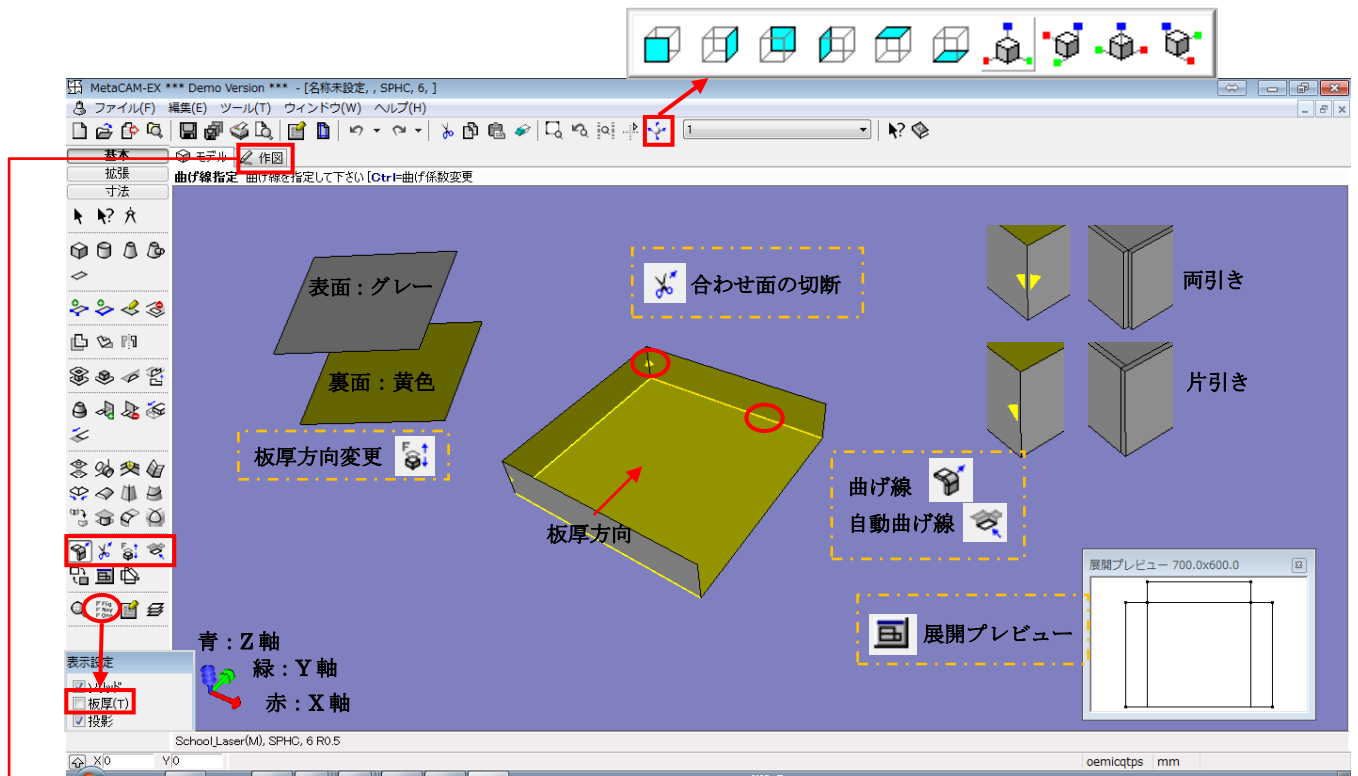 MetaCAM-EX *** Demo Version *** - [名称未設定, , SPHC, 6, ]
ファイル(F) 編集(E) ツール(T) ウィンドウ(W) ヘルプ(H)
1
基本
モデル
作図
拡張
曲げ線指定 曲げ線を指定して下さい [Ctrl=曲げ係数変更
寸法
表面：グレー
合わせ面の切断
両引き
裏面：黄色
片引き
板厚方向変更
曲げ線
自動曲げ線
板厚方向
展開プレビュー 700.0x600.0
展開プレビュー
青：Z 軸
緑：Y 軸
赤：X 軸
表示設定
板厚(T)
投影
School_Laser(M), SPHC, 6 R0.5
X 0 Y 0
oemicqtps mm